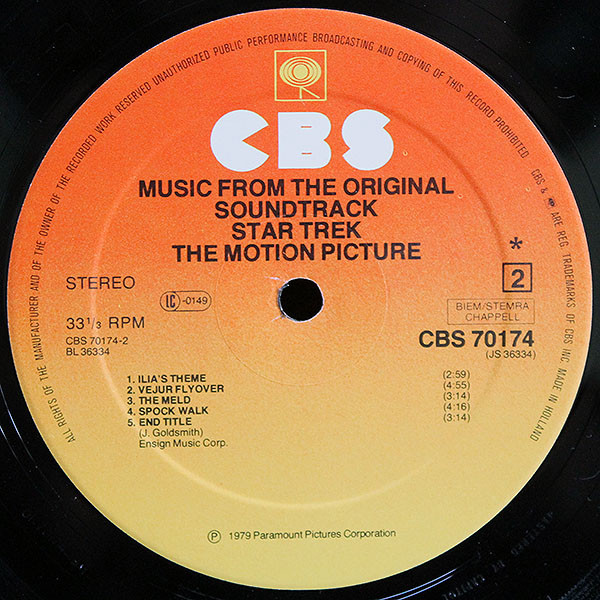 ALL RIGHTS OF THE MANUFACTURER AND OF THE OWNER OF THE RECORDED WORK RESERVED UNAUTHORIZED PUBLIC PERFORMANCE BROADCASTING AND COPYING OF THIS RECORD PROHIBITED
CBS & ARE REG. TRADEMARKS OF CBS INC. MADE IN HOLLAND
CBS
MUSIC FROM THE ORIGINAL
SOUNDTRACK
STAR TREK
THE MOTION PICTURE
STEREO
LC -0149
*
2
33 1/3 RPM
BIEM/STEMRA
CHAPPELL
CBS 70174-2
BL 36334
CBS 70174
(JS 36334)
1. ILIA'S THEME (2:59)
2. VEJUR FLYOVER (4:55)
3. THE MELD (3:14)
4. SPOCK WALK (4:16)
5. END TITLE (3:14)
(J. Goldsmith)
Ensign Music Corp.
Ⓟ 1979 Paramount Pictures Corporation